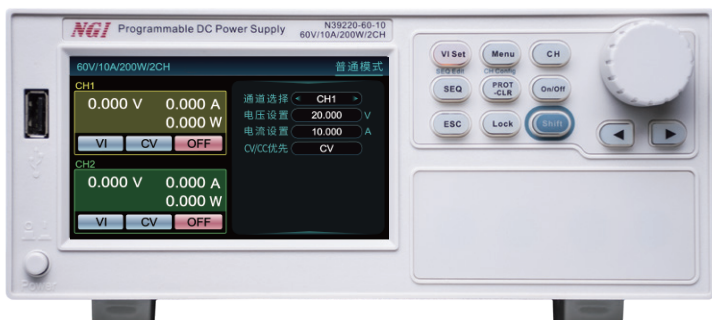 NGI Programmable DC Power Supply
N39220-60-10
60V/10A/200W/2CH
60V/10A/200W/2CH 普通模式
CH1
0.000 V 0.000 A
0.000 W
VI CV OFF
CH2
0.000 V 0.000 A
0.000 W
VI CV OFF
通道选择 < CH1 >
电压设置 20.000 V
电流设置 10.000 A
CV/CC优先 CV
VI Set Menu CH
SEQ Edit CH Config
SEQ PROT -CLR On/Off
ESC Lock Shift
Power